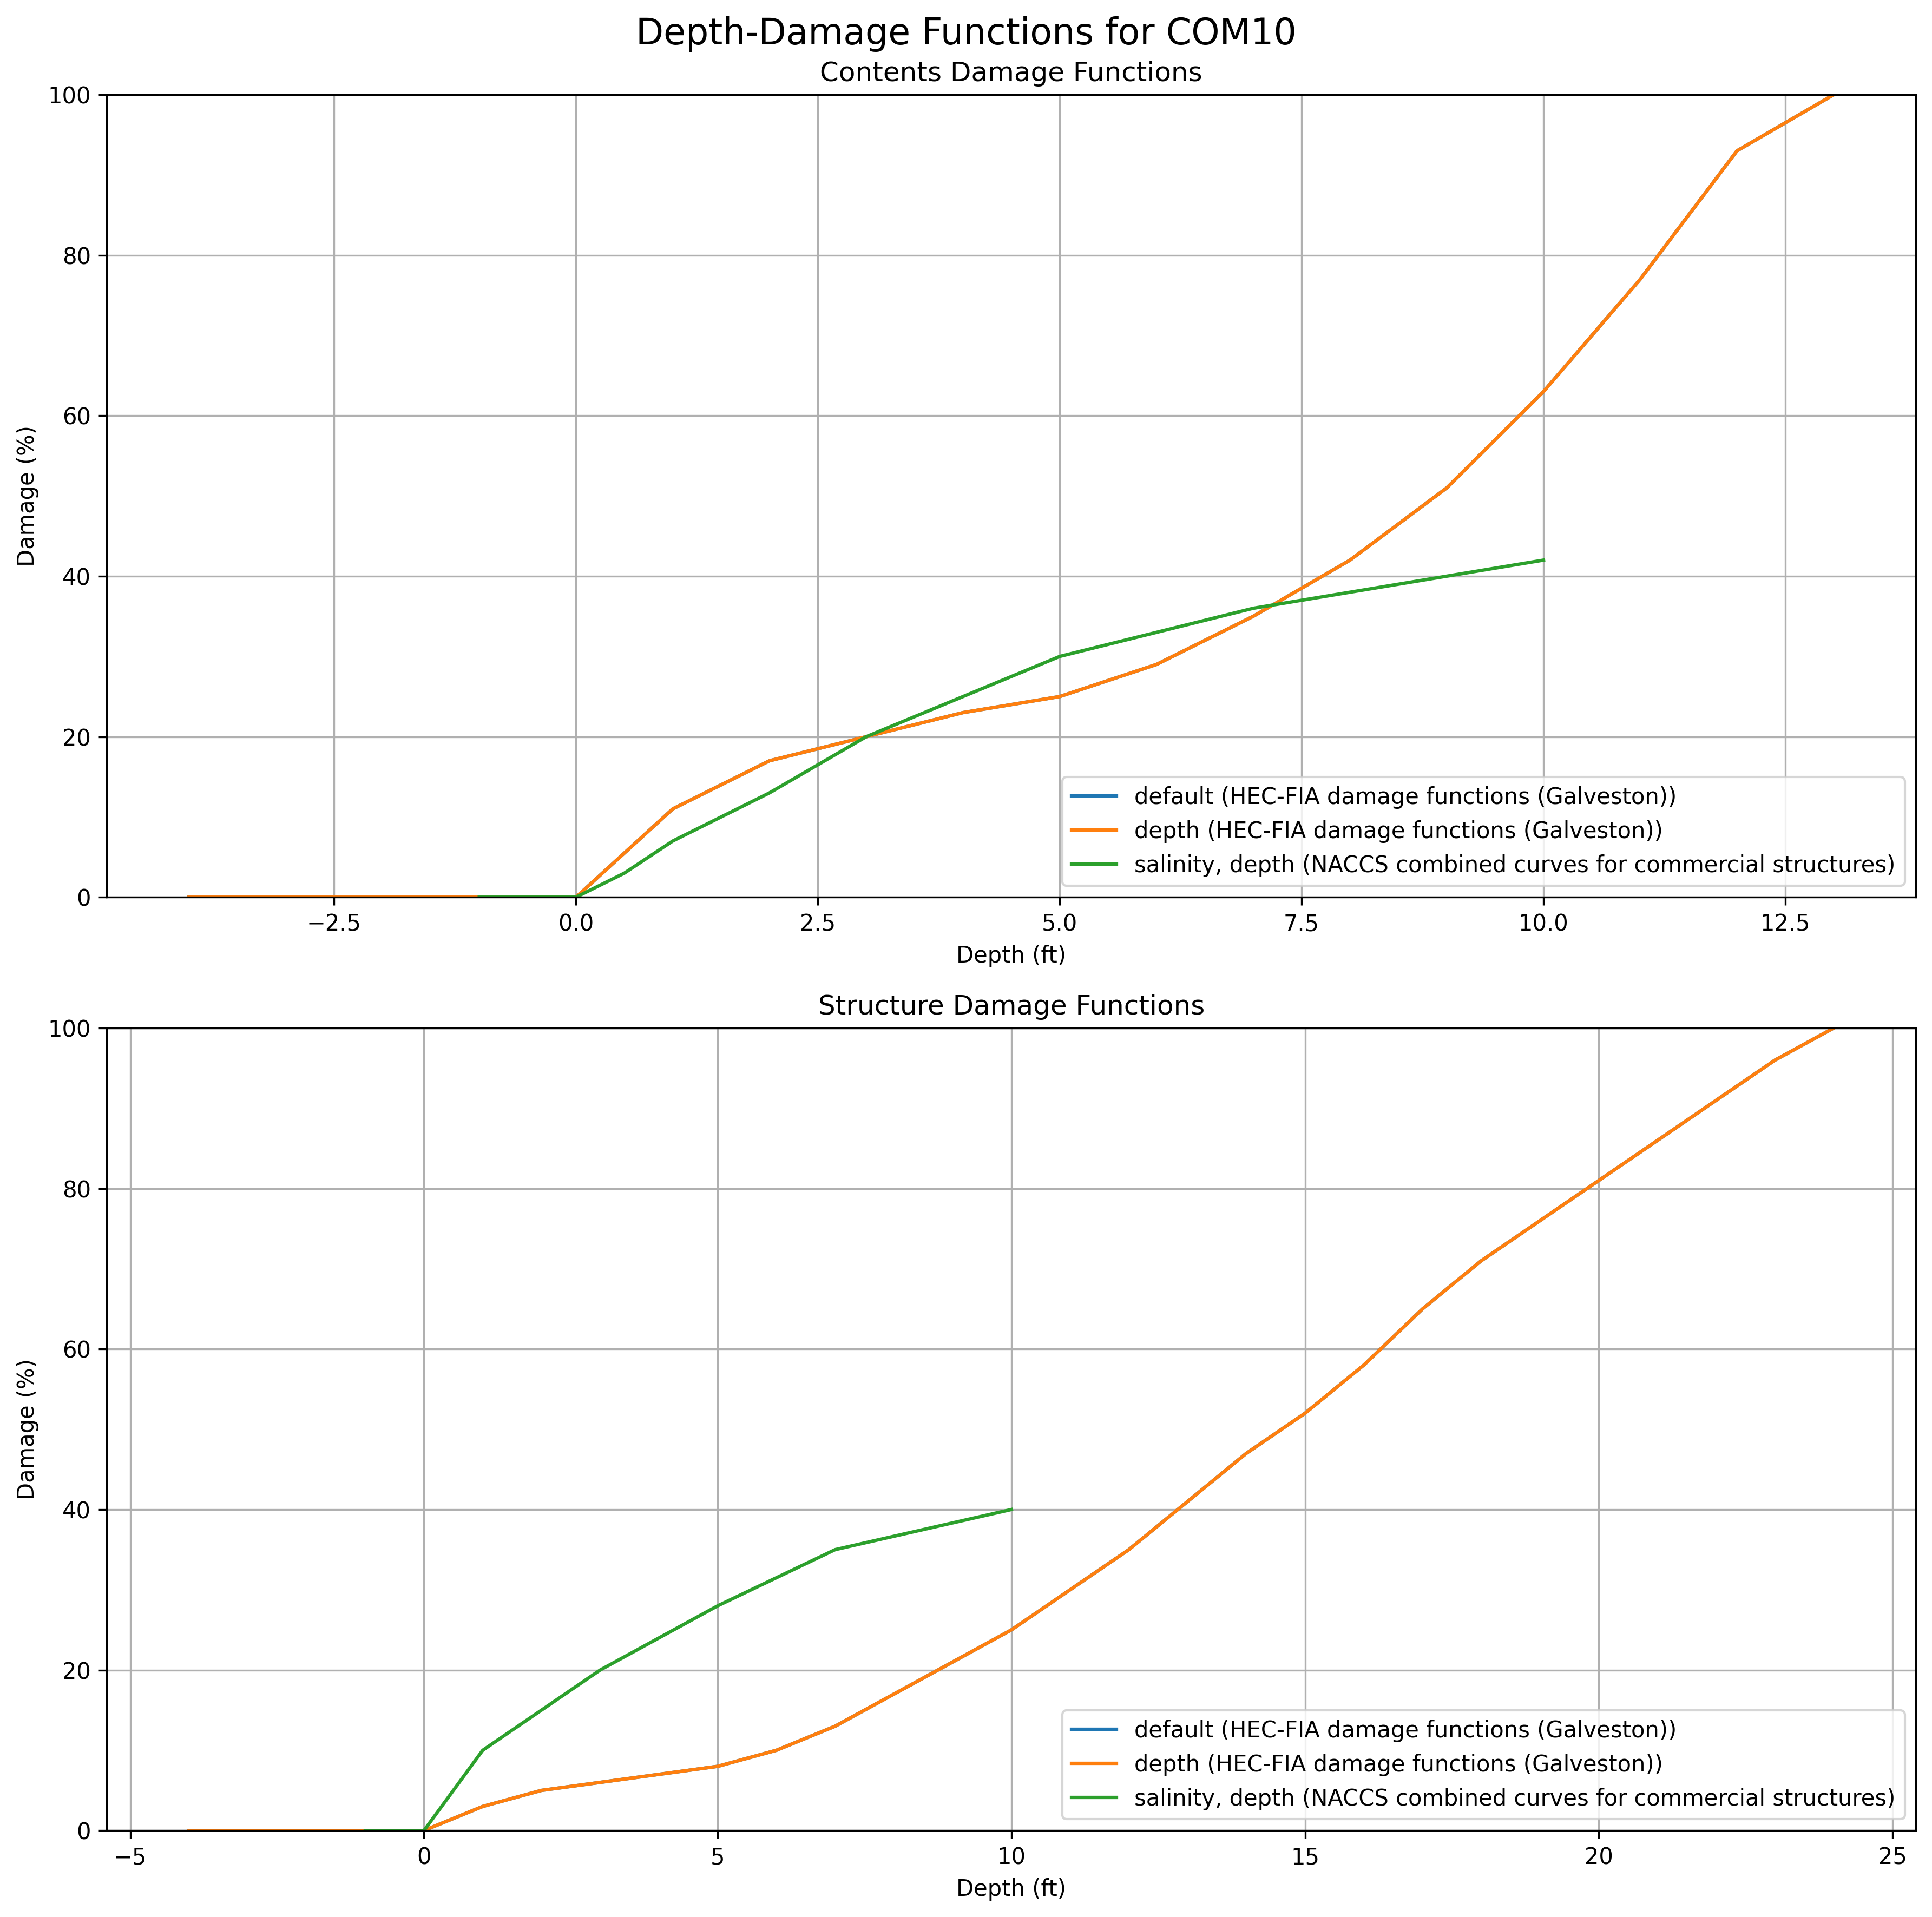 Depth-Damage Functions for COM10
Contents Damage Functions
100
80
60
40
20
0
Damage (%)
−2.5 0.0 2.5 5.0 7.5 10.0 12.5
Depth (ft)
default (HEC-FIA damage functions (Galveston))
depth (HEC-FIA damage functions (Galveston))
salinity, depth (NACCS combined curves for commercial structures)
Structure Damage Functions
100
80
60
40
20
0
Damage (%)
−5 0 5 10 15 20 25
Depth (ft)
default (HEC-FIA damage functions (Galveston))
depth (HEC-FIA damage functions (Galveston))
salinity, depth (NACCS combined curves for commercial structures)